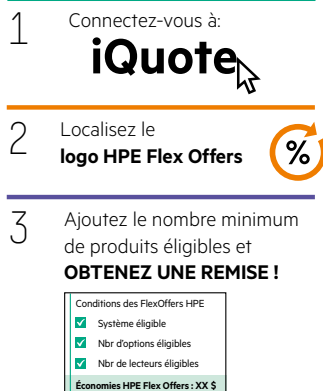 1
Connectez-vous à:
iQuote
2
Localisez le
logo HPE Flex Offers
%
3
Ajoutez le nombre minimum
de produits éligibles et
OBTENEZ UNE REMISE !
Conditions des FlexOffers HPE
Système éligible
Nbr d'options éligibles
Nbr de lecteurs éligibles
Économies HPE Flex Offers : XX $